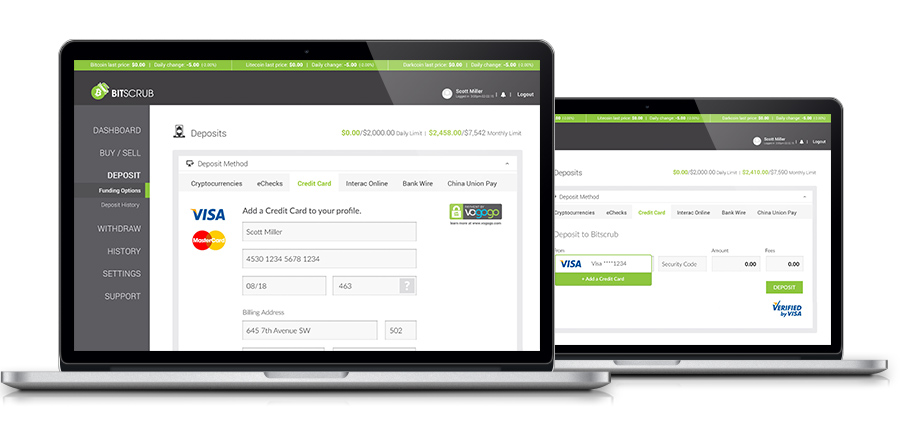 Bitcoin last price: $0.00 | Daily change: -5.00 (0.00%) Litecoin last price: $0.00 | Daily change: -5.00 (0.00%) Darkcoin last price: $0.00 | Daily change: -5.00 (0.00%)
BITSCRUB
Scott Miller
Logout
DASHBOARD
BUY / SELL
DEPOSIT
Funding Options
Deposit History
WITHDRAW
HISTORY
SETTINGS
SUPPORT
Deposits
$0.00/$2,000.00 Daily Limit | $2,458.00/$7,542 Monthly Limit
Deposit Method
Cryptocurrencies eChecks Credit Card Interac Online Bank Wire China Union Pay
VISA
MasterCard
Add a Credit Card to your profile.
vogogo
learn more at www.vogogo.com
Scott Miller
4530 1234 5678 1234
08/18 463 ?
Billing Address
645 7th Avenue SW 502
(0.00%) Litecoin last price: $0.00 | Daily change: -5.00 (0.00%) Darkcoin last price: $0.00 | Daily change: -5.00 (0.00%)
Scott Miller
Logout
Deposits
$0.00/$2,000.00 Daily Limit | $2,410.00/$7,590 Monthly Limit
Deposit Method
Cryptocurrencies eChecks Credit Card Interac Online Bank Wire China Union Pay
Deposit to Bitscrub
From Amount Fees
VISA Visa ****1234 Security Code 0.00 0.00
+ Add a Credit Card
DEPOSIT
VERIFIED
by VISA